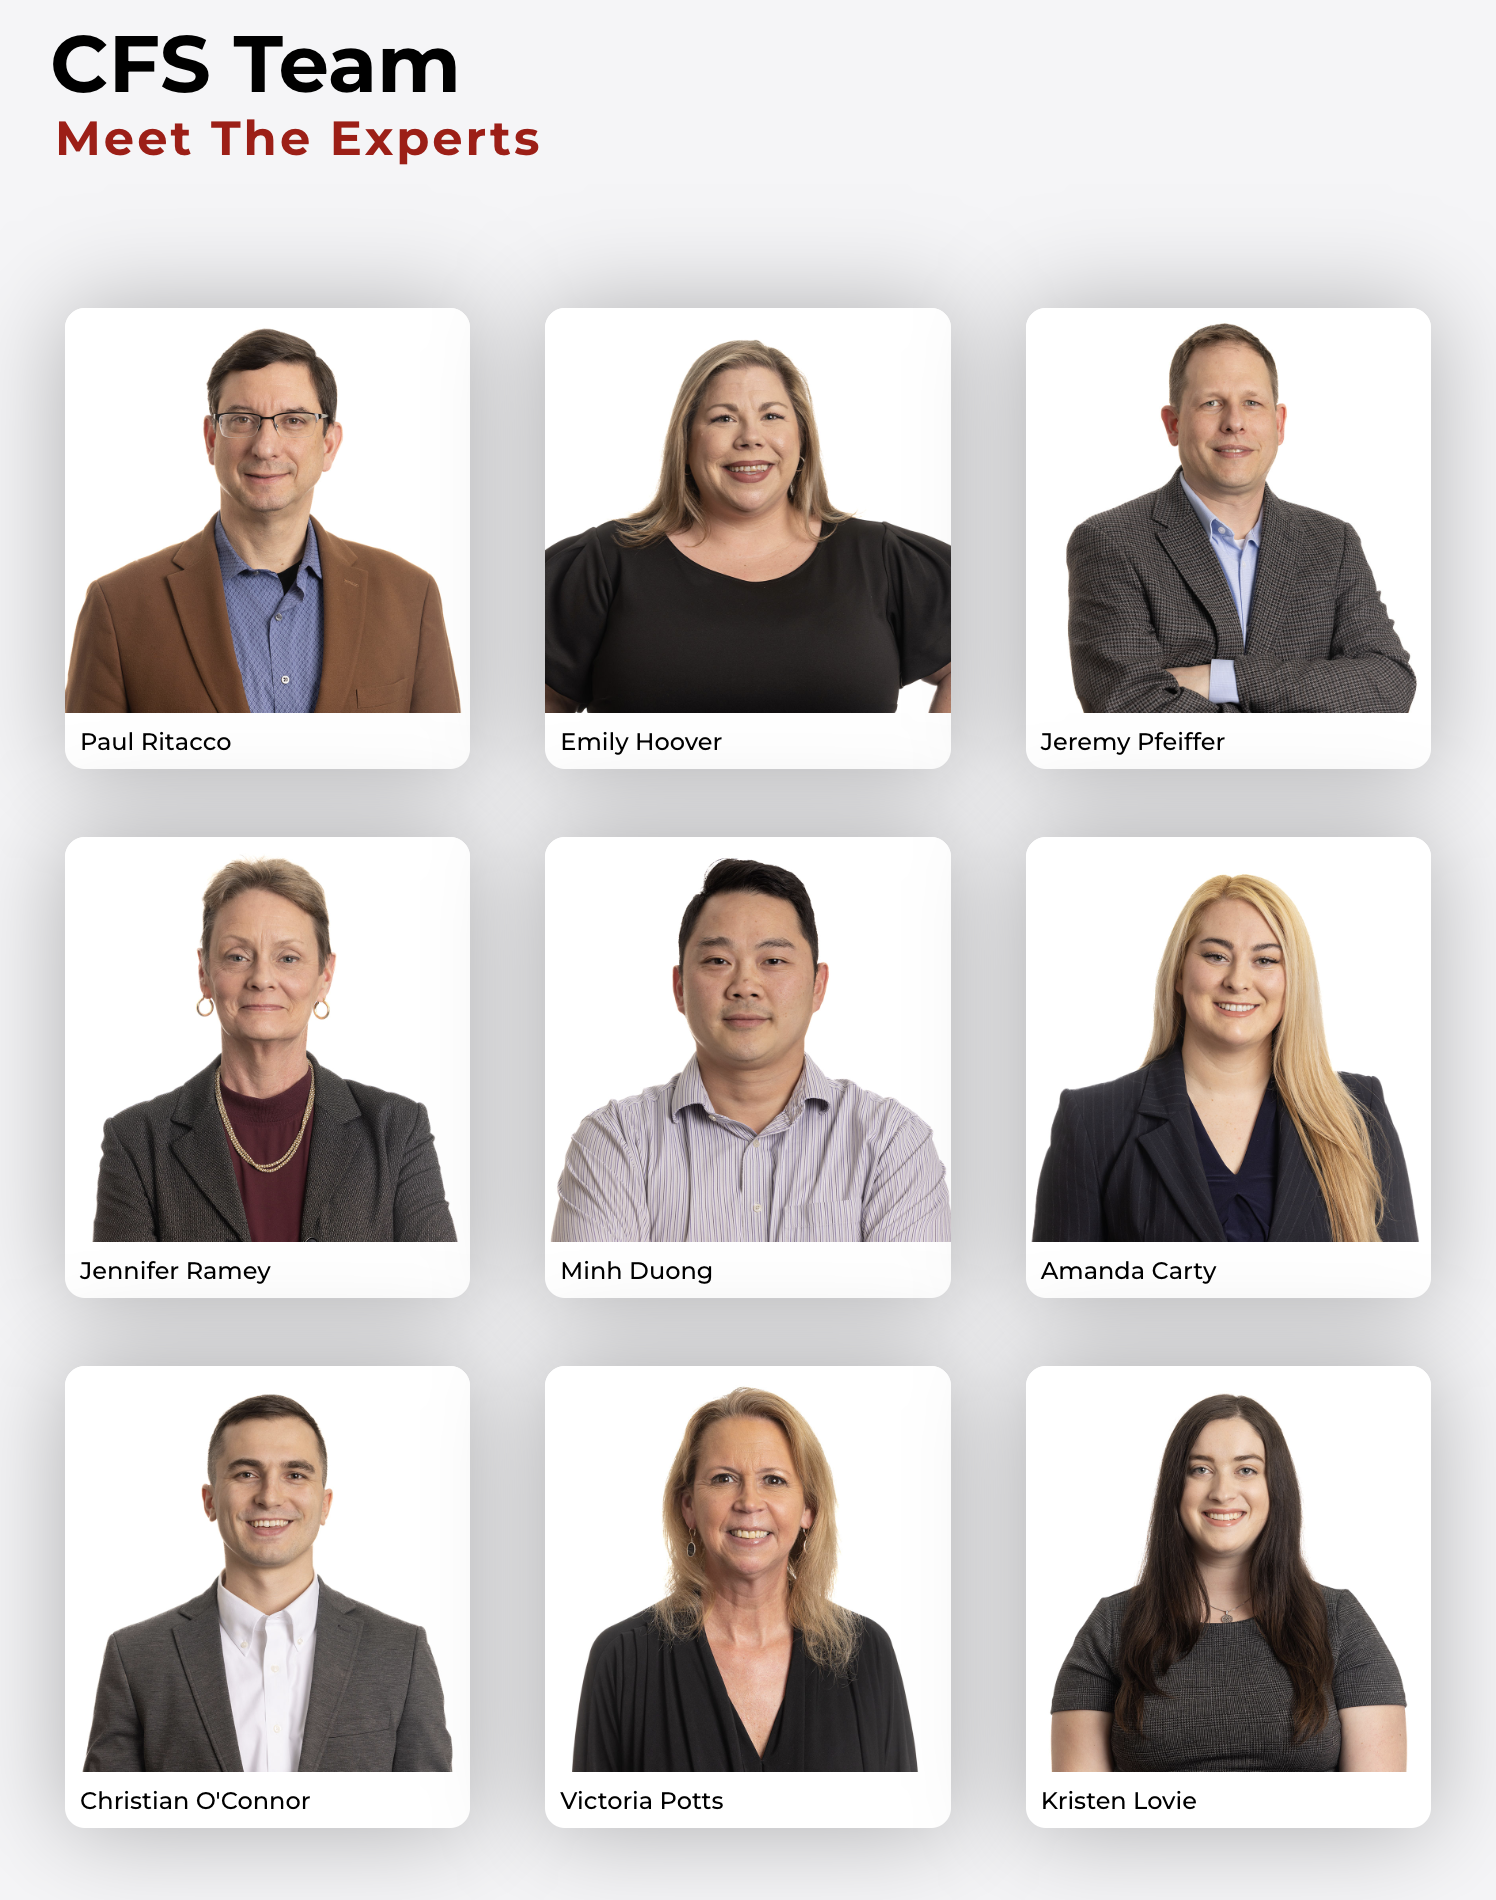 CFS Team
Meet The Experts
Paul Ritacco
Emily Hoover
Jeremy Pfeiffer
Jennifer Ramey
Minh Duong
Amanda Carty
Christian O'Connor
Victoria Potts
Kristen Lovie